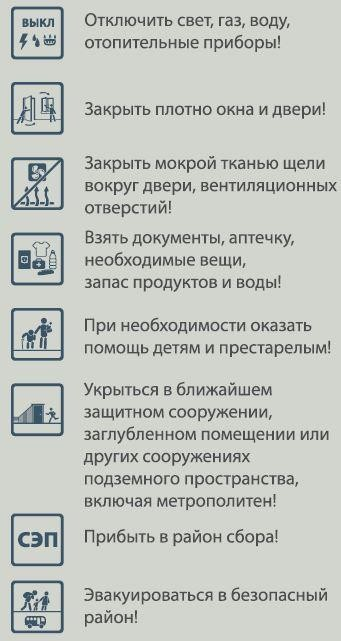 ВЫКЛ
Отключить свет, газ, воду,
отопительные приборы!
Закрыть плотно окна и двери!
Закрыть мокрой тканью щели
вокруг двери, вентиляционных
отверстий!
Взять документы, аптечку,
необходимые вещи,
запас продуктов и воды!
При необходимости оказать
помощь детям и престарелым!
Укрыться в ближайшем
защитном сооружении,
заглубленном помещении или
других сооружениях
подземного пространства,
включая метрополитен!
СЭП
Прибыть в район сбора!
Эвакуироваться в безопасный
район!